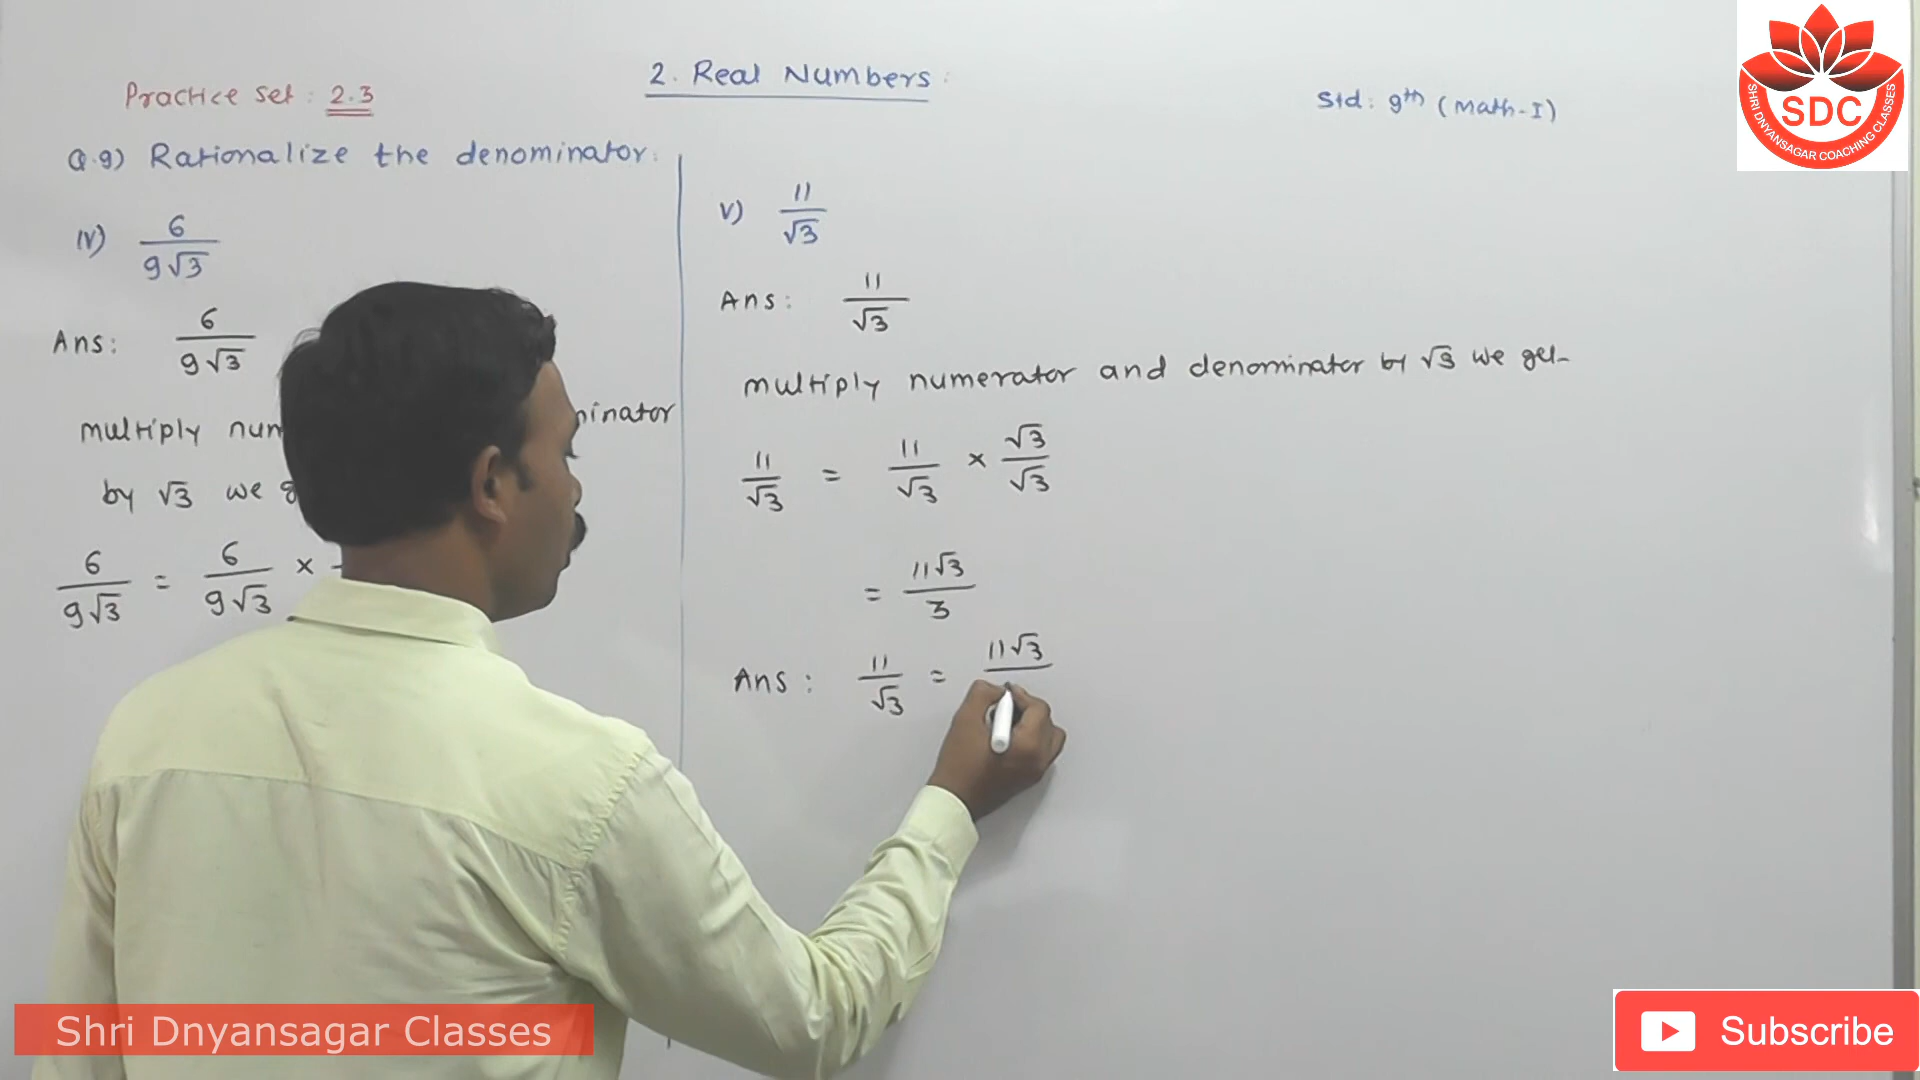 2. Real Numbers:
Practice set: 2.3
Std: 9th (Math-I)
Q.9) Rationalize the denominator.
IV) 6/9√3
Ans: 6/9√3
multiply minator
by √3 we
6/9√3 = 6/9√3 ×
V) 11/√3
Ans: 11/√3
multiply numerator and denominator by √3 we get
11/√3 = 11/√3 × √3/√3
= 11√3/3
Ans: 11/√3 = 11√3
SDC
SHRI DNYANSAGAR COACHING CLASSES
Shri Dnyansagar Classes
Subscribe